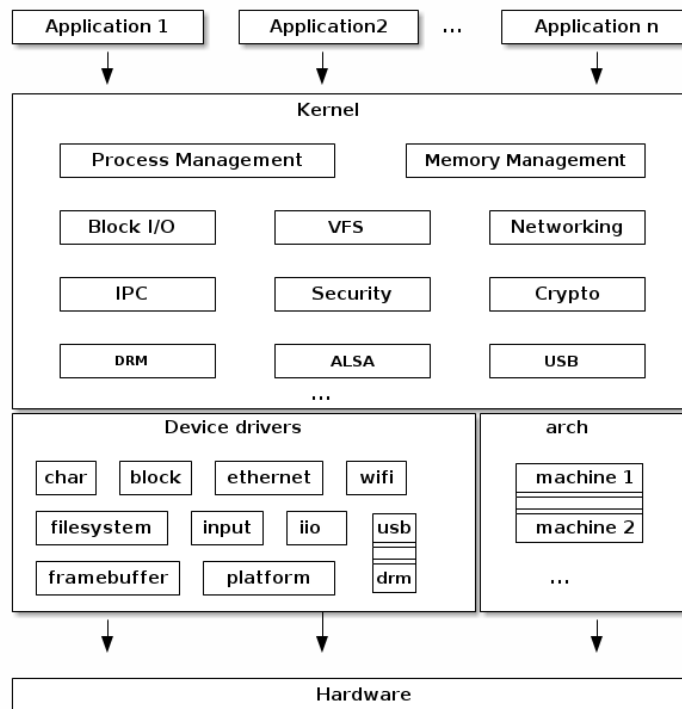 Application 1
Application2
...
Application n
Kernel
Process Management
Memory Management
Block I/O
VFS
Networking
IPC
Security
Crypto
DRM
ALSA
USB
...
Device drivers
arch
char
block
ethernet
wifi
machine 1
filesystem
input
iio
usb
machine 2
framebuffer
platform
drm
...
Hardware